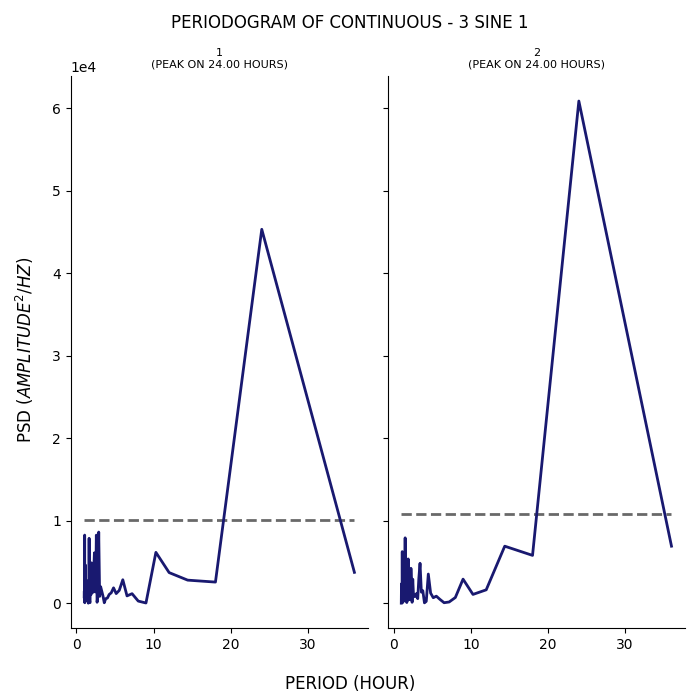 PERIODOGRAM OF CONTINUOUS - 3 SINE 1
1
(PEAK ON 24.00 HOURS)
2
(PEAK ON 24.00 HOURS)
1e4
6
5
4
3
2
1
0
PSD (AMPLITUDE²/HZ)
0 10 20 30
0 10 20 30
PERIOD (HOUR)